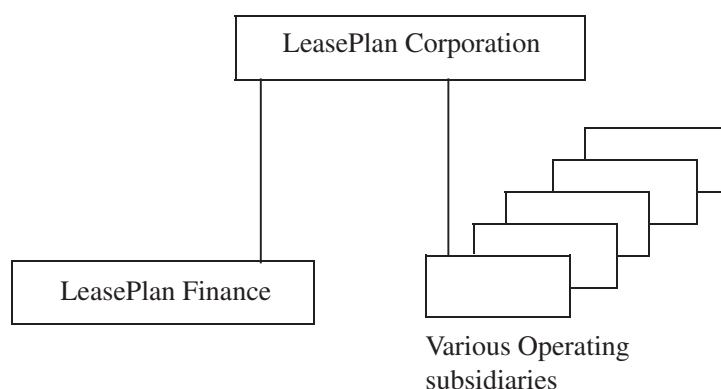 LeasePlan Corporation
LeasePlan Finance
Various Operating
subsidiaries